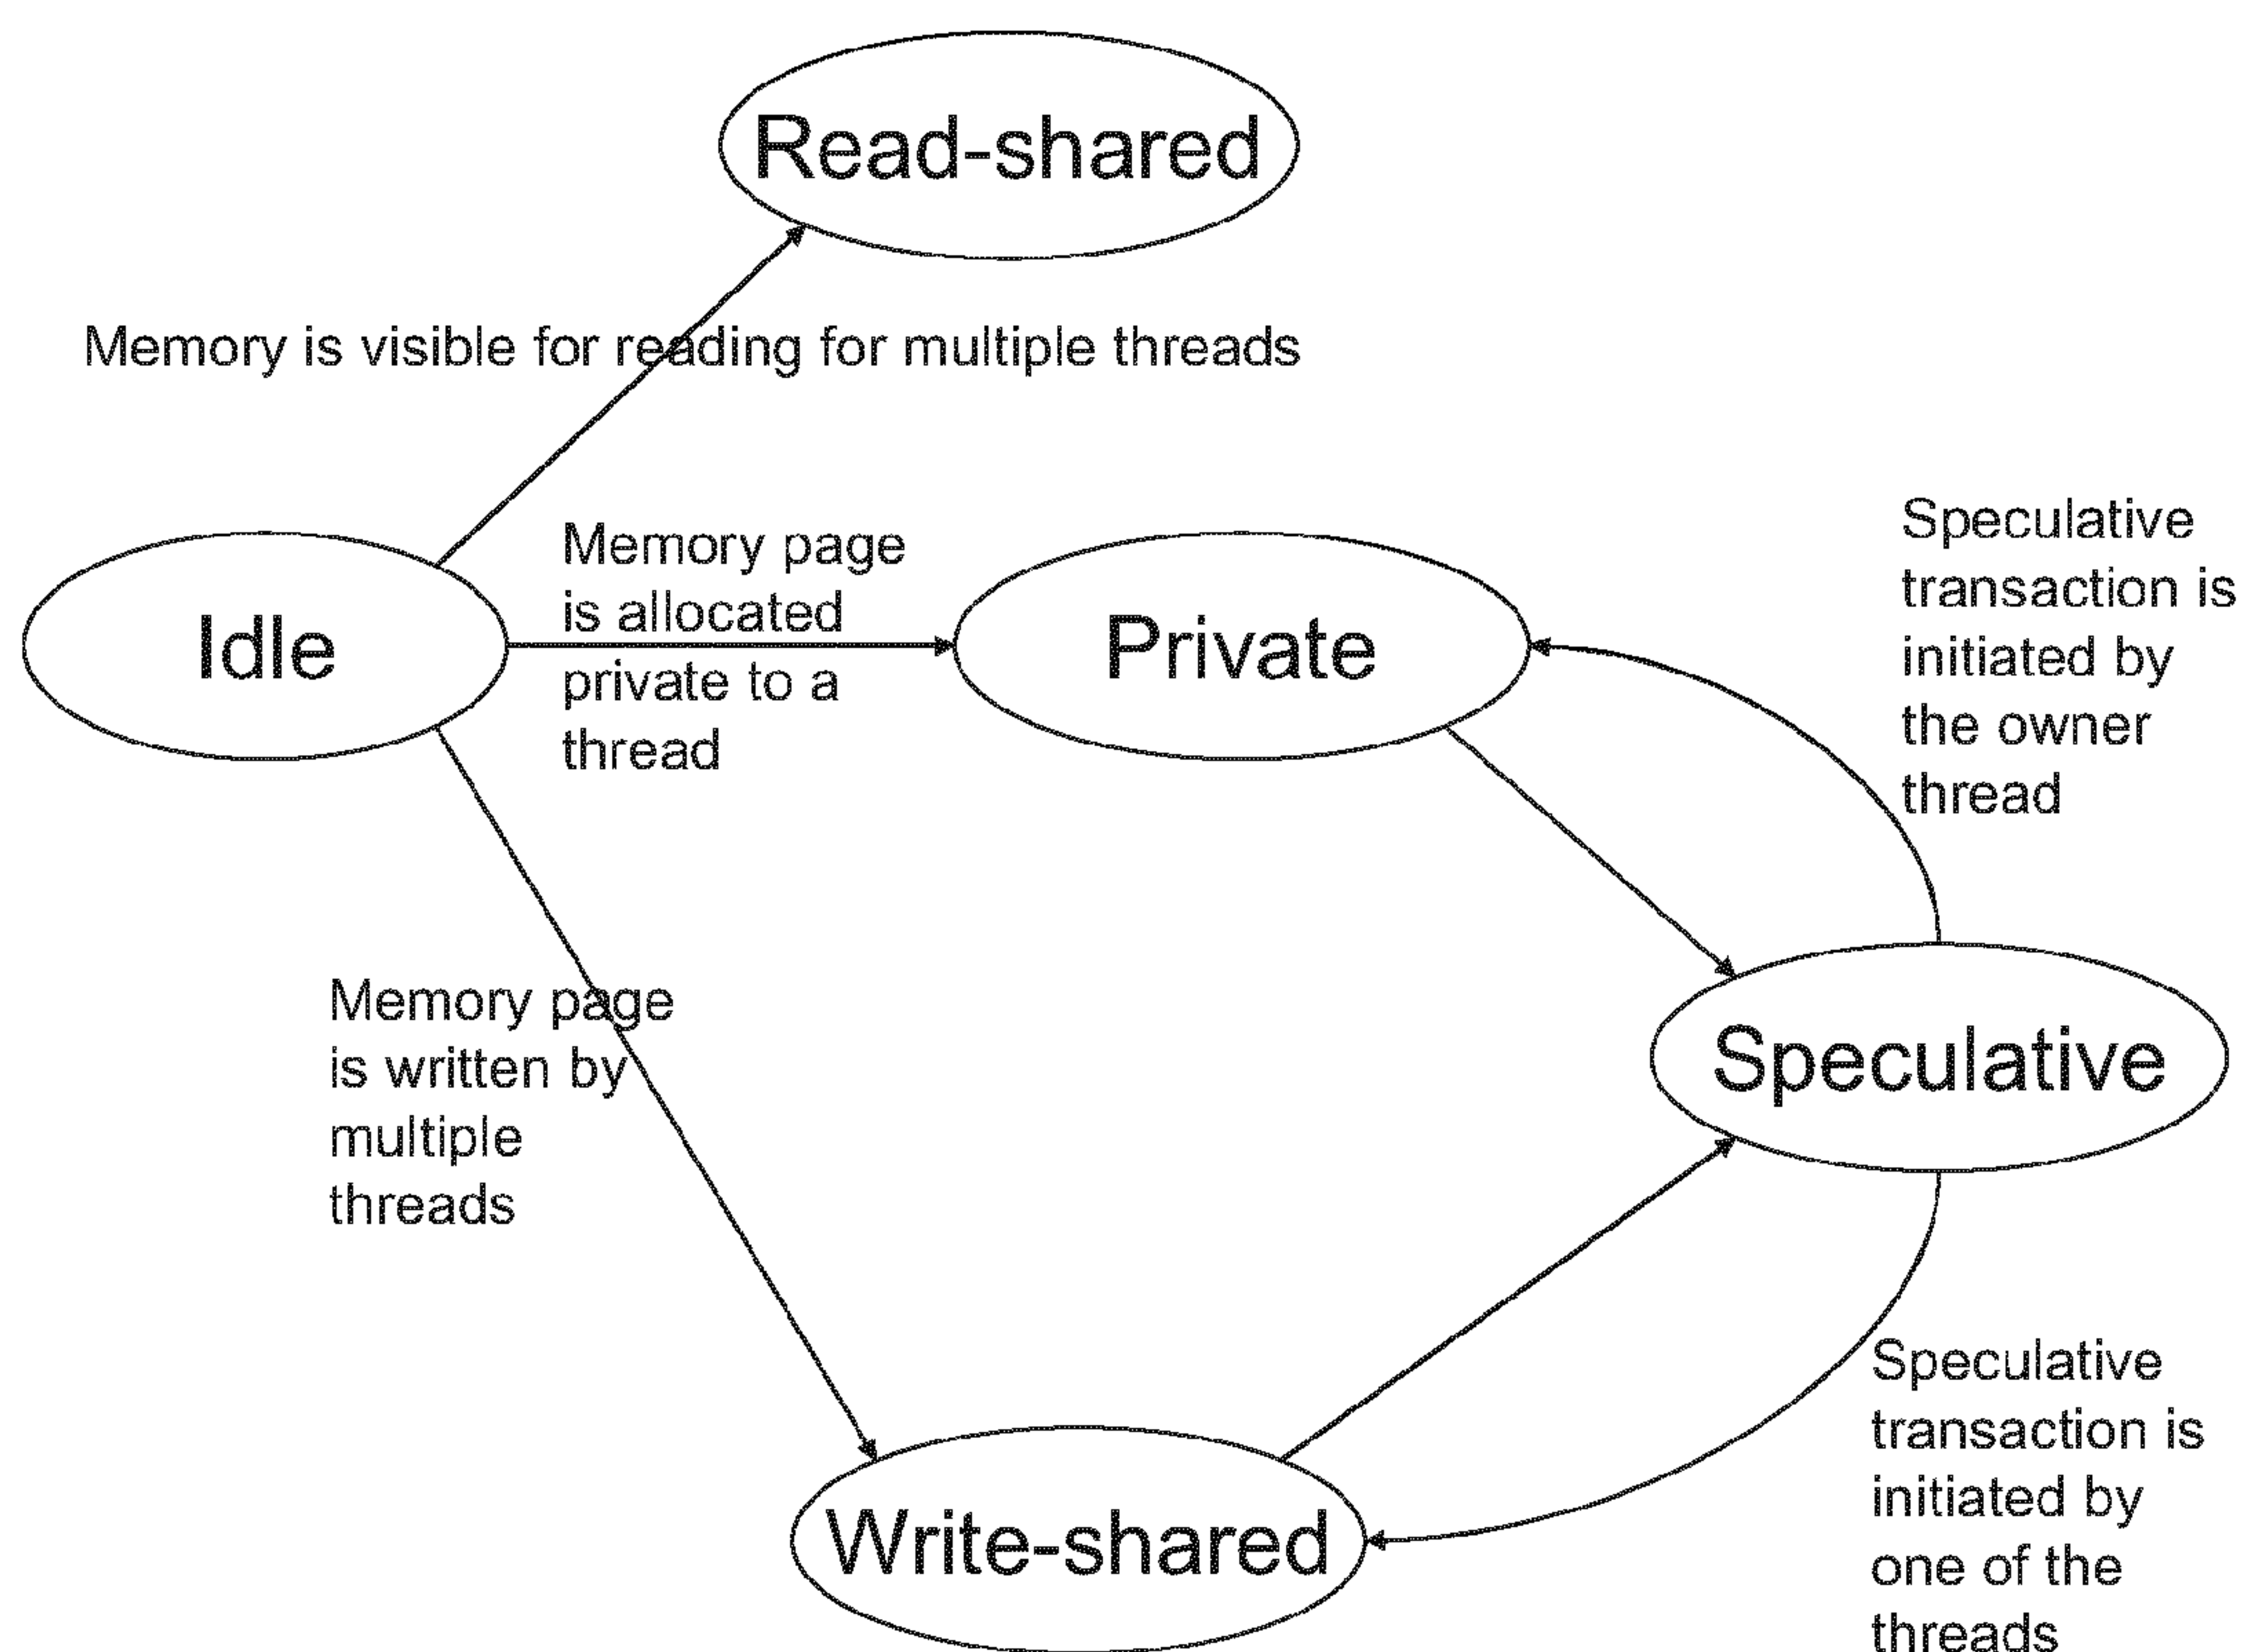 Read-shared
Memory is visible for reading for multiple threads
Idle
Memory page
is allocated
private to a
thread
Private
Speculative
transaction is
initiated by
the owner
thread
Memory page
is written by
multiple
threads
Speculative
Write-shared
Speculative
transaction is
initiated by
one of the
threads